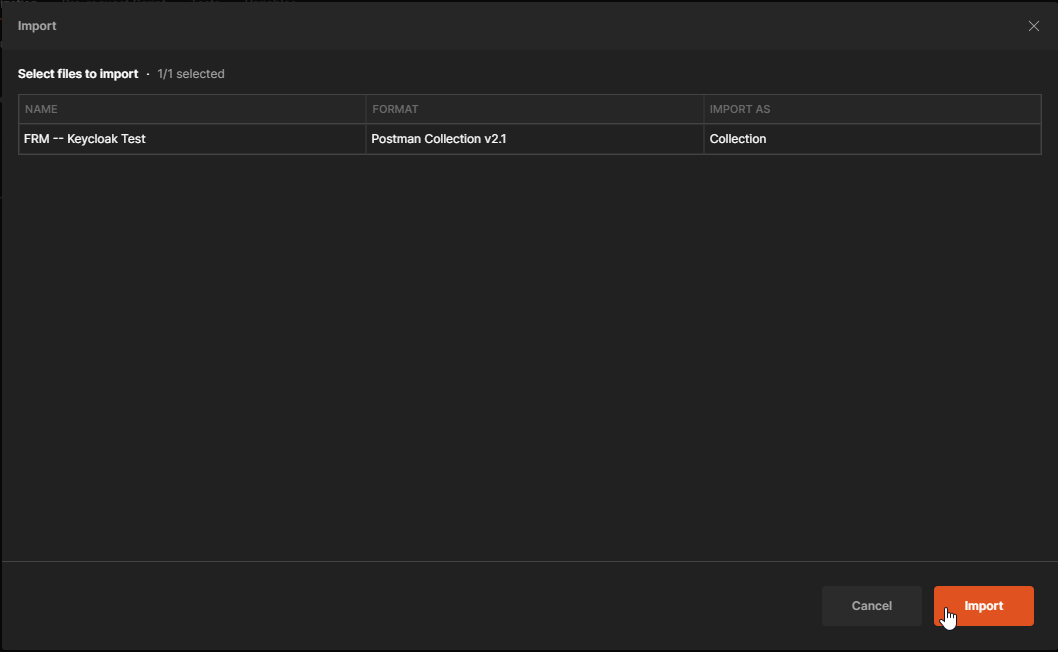 Import
Select files to import · 1/1 selected
NAME FORMAT IMPORT AS
FRM -- Keycloak Test Postman Collection v2.1 Collection
Cancel Import